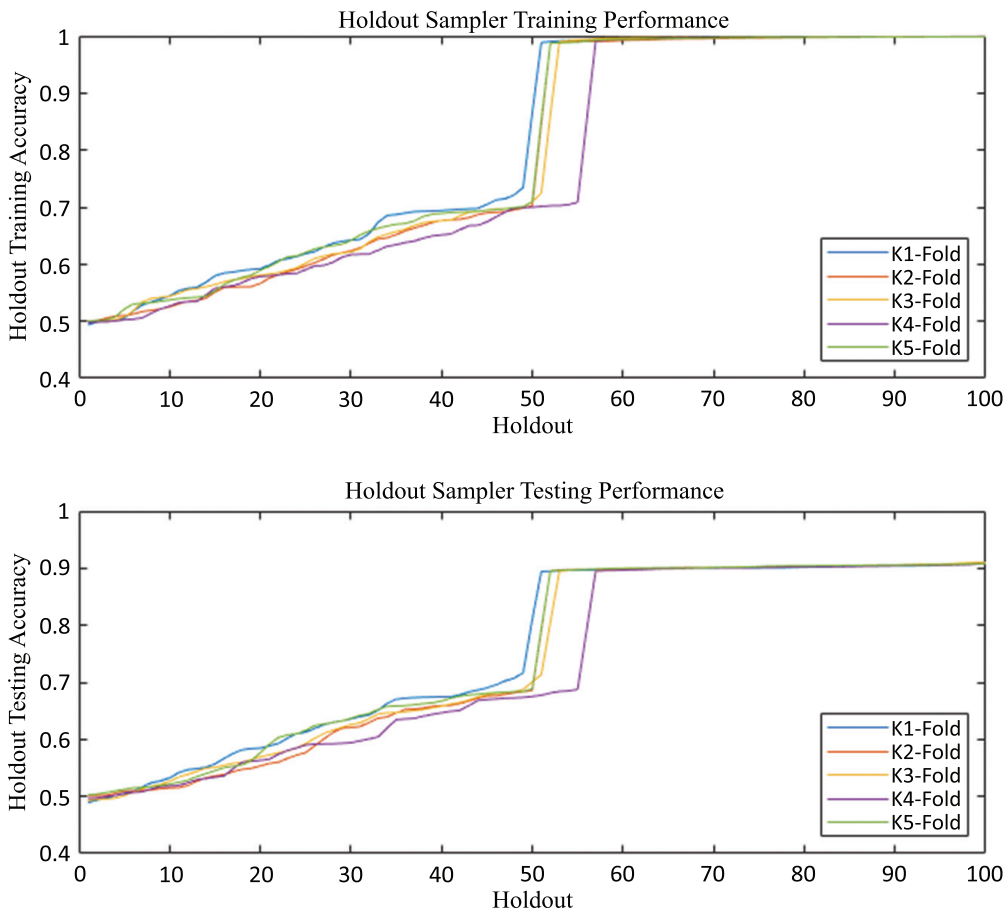 Holdout Sampler Training Performance
Holdout Training Accuracy
1
0.9
0.8
0.7
0.6
0.5
0.4
0 10 20 30 40 50 60 70 80 90 100
Holdout
K1-Fold
K2-Fold
K3-Fold
K4-Fold
K5-Fold
Holdout Sampler Testing Performance
Holdout Testing Accuracy
1
0.9
0.8
0.7
0.6
0.5
0.4
0 10 20 30 40 50 60 70 80 90 100
Holdout
K1-Fold
K2-Fold
K3-Fold
K4-Fold
K5-Fold